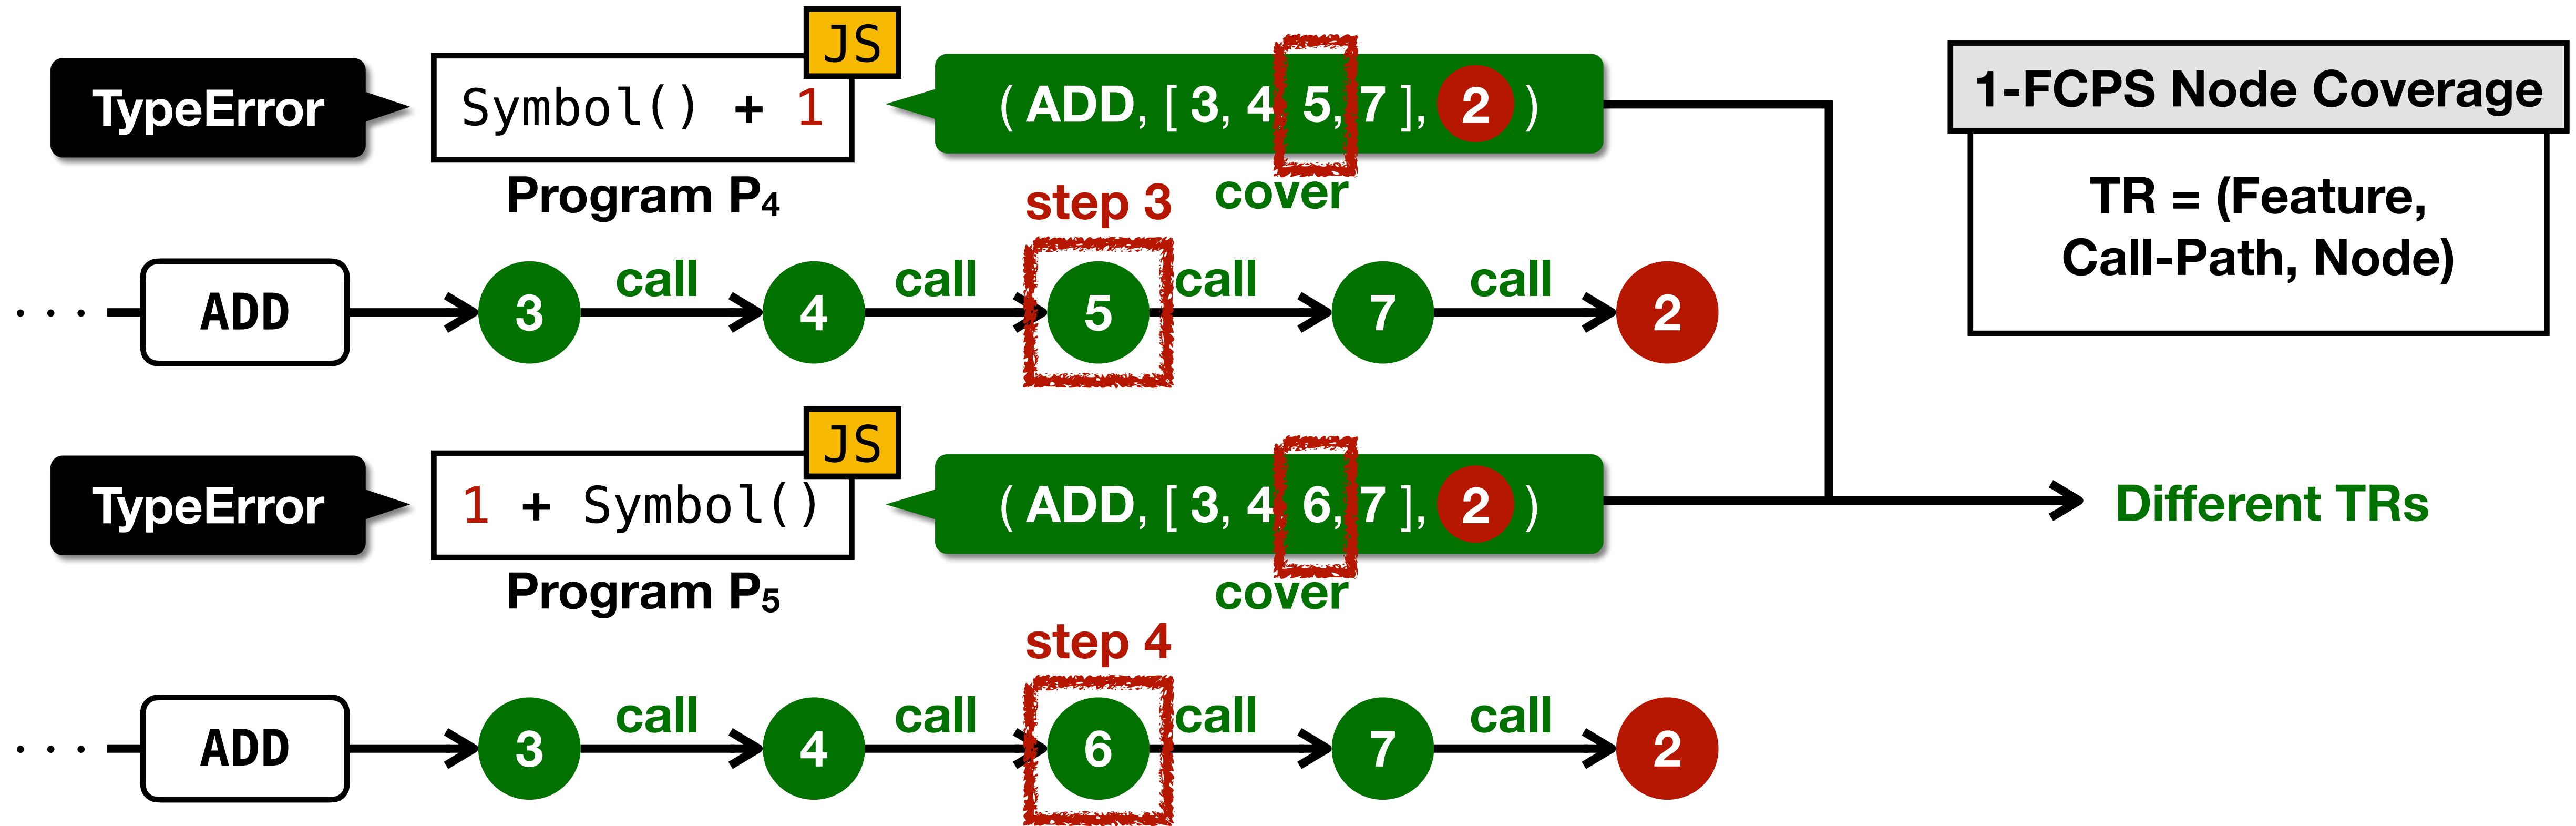 JS
TypeError
Symbol() + 1
( ADD, [ 3, 4 5, 7 ], 2 )
1-FCPS Node Coverage
TR = (Feature,
Call-Path, Node)
Program P₄
cover
step 3
··· ADD 3 call 4 call 5 call 7 call 2
JS
TypeError
1 + Symbol()
( ADD, [ 3, 4 6, 7 ], 2 )
Different TRs
Program P₅
cover
step 4
··· ADD 3 call 4 call 6 call 7 call 2